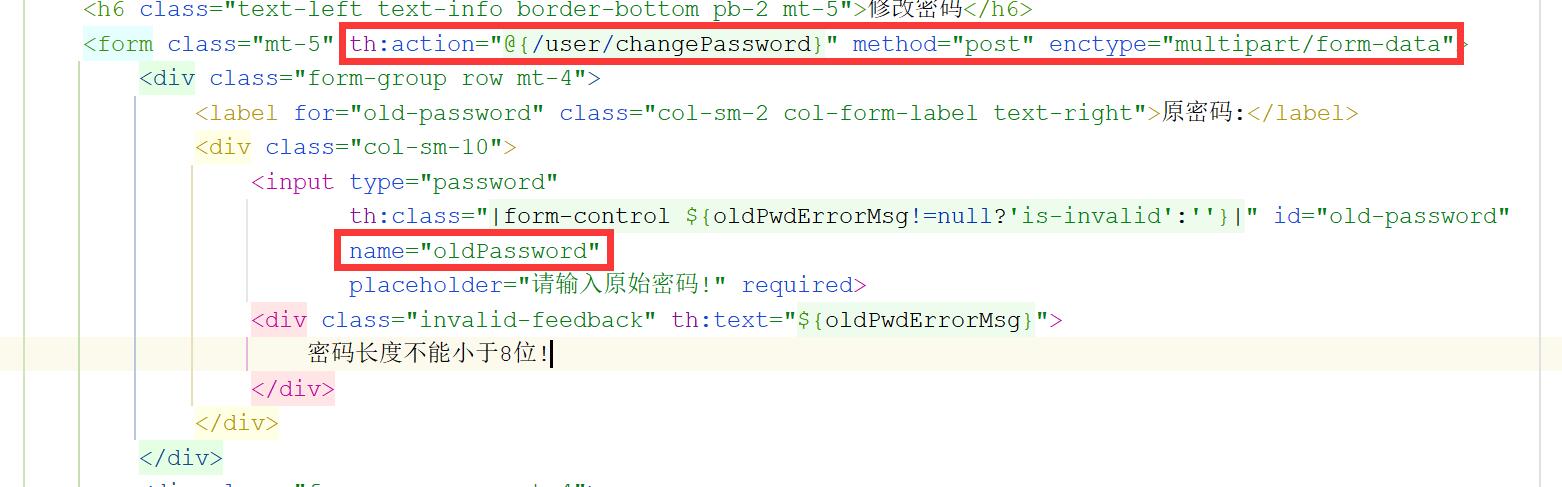 <h6 class="text-left text-info border-bottom pb-2 mt-5">修改密码</h6>
<form class="mt-5" th:action="@{/user/changePassword}" method="post" enctype="multipart/form-data">
<div class="form-group row mt-4">
<label for="old-password" class="col-sm-2 col-form-label text-right">原密码:</label>
<div class="col-sm-10">
<input type="password"
th:class="|form-control ${oldPwdErrorMsg!=null?'is-invalid':''}|" id="old-password"
name="oldPassword"
placeholder="请输入原始密码!" required>
<div class="invalid-feedback" th:text="${oldPwdErrorMsg}">
密码长度不能小于8位!
</div>
</div>
</div>